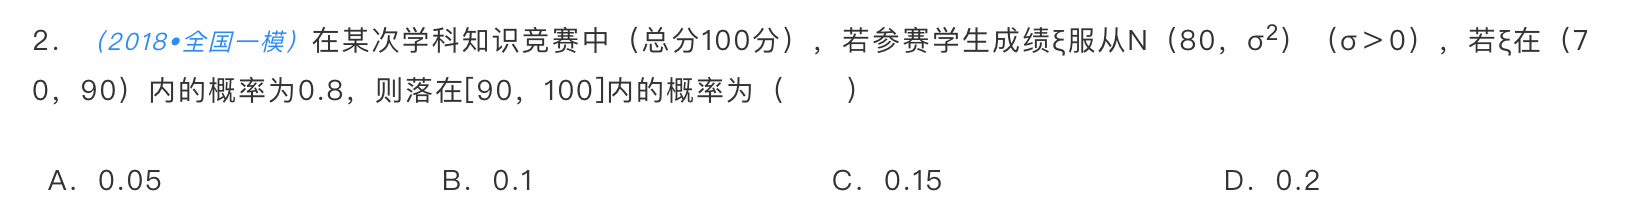 2. （2018•全国一模）在某次学科知识竞赛中（总分100分），若参赛学生成绩ξ服从N（80，σ²）（σ＞0），若ξ在（7
0，90）内的概率为0.8，则落在[90，100]内的概率为（  ）
A. 0.05 B. 0.1 C. 0.15 D. 0.2